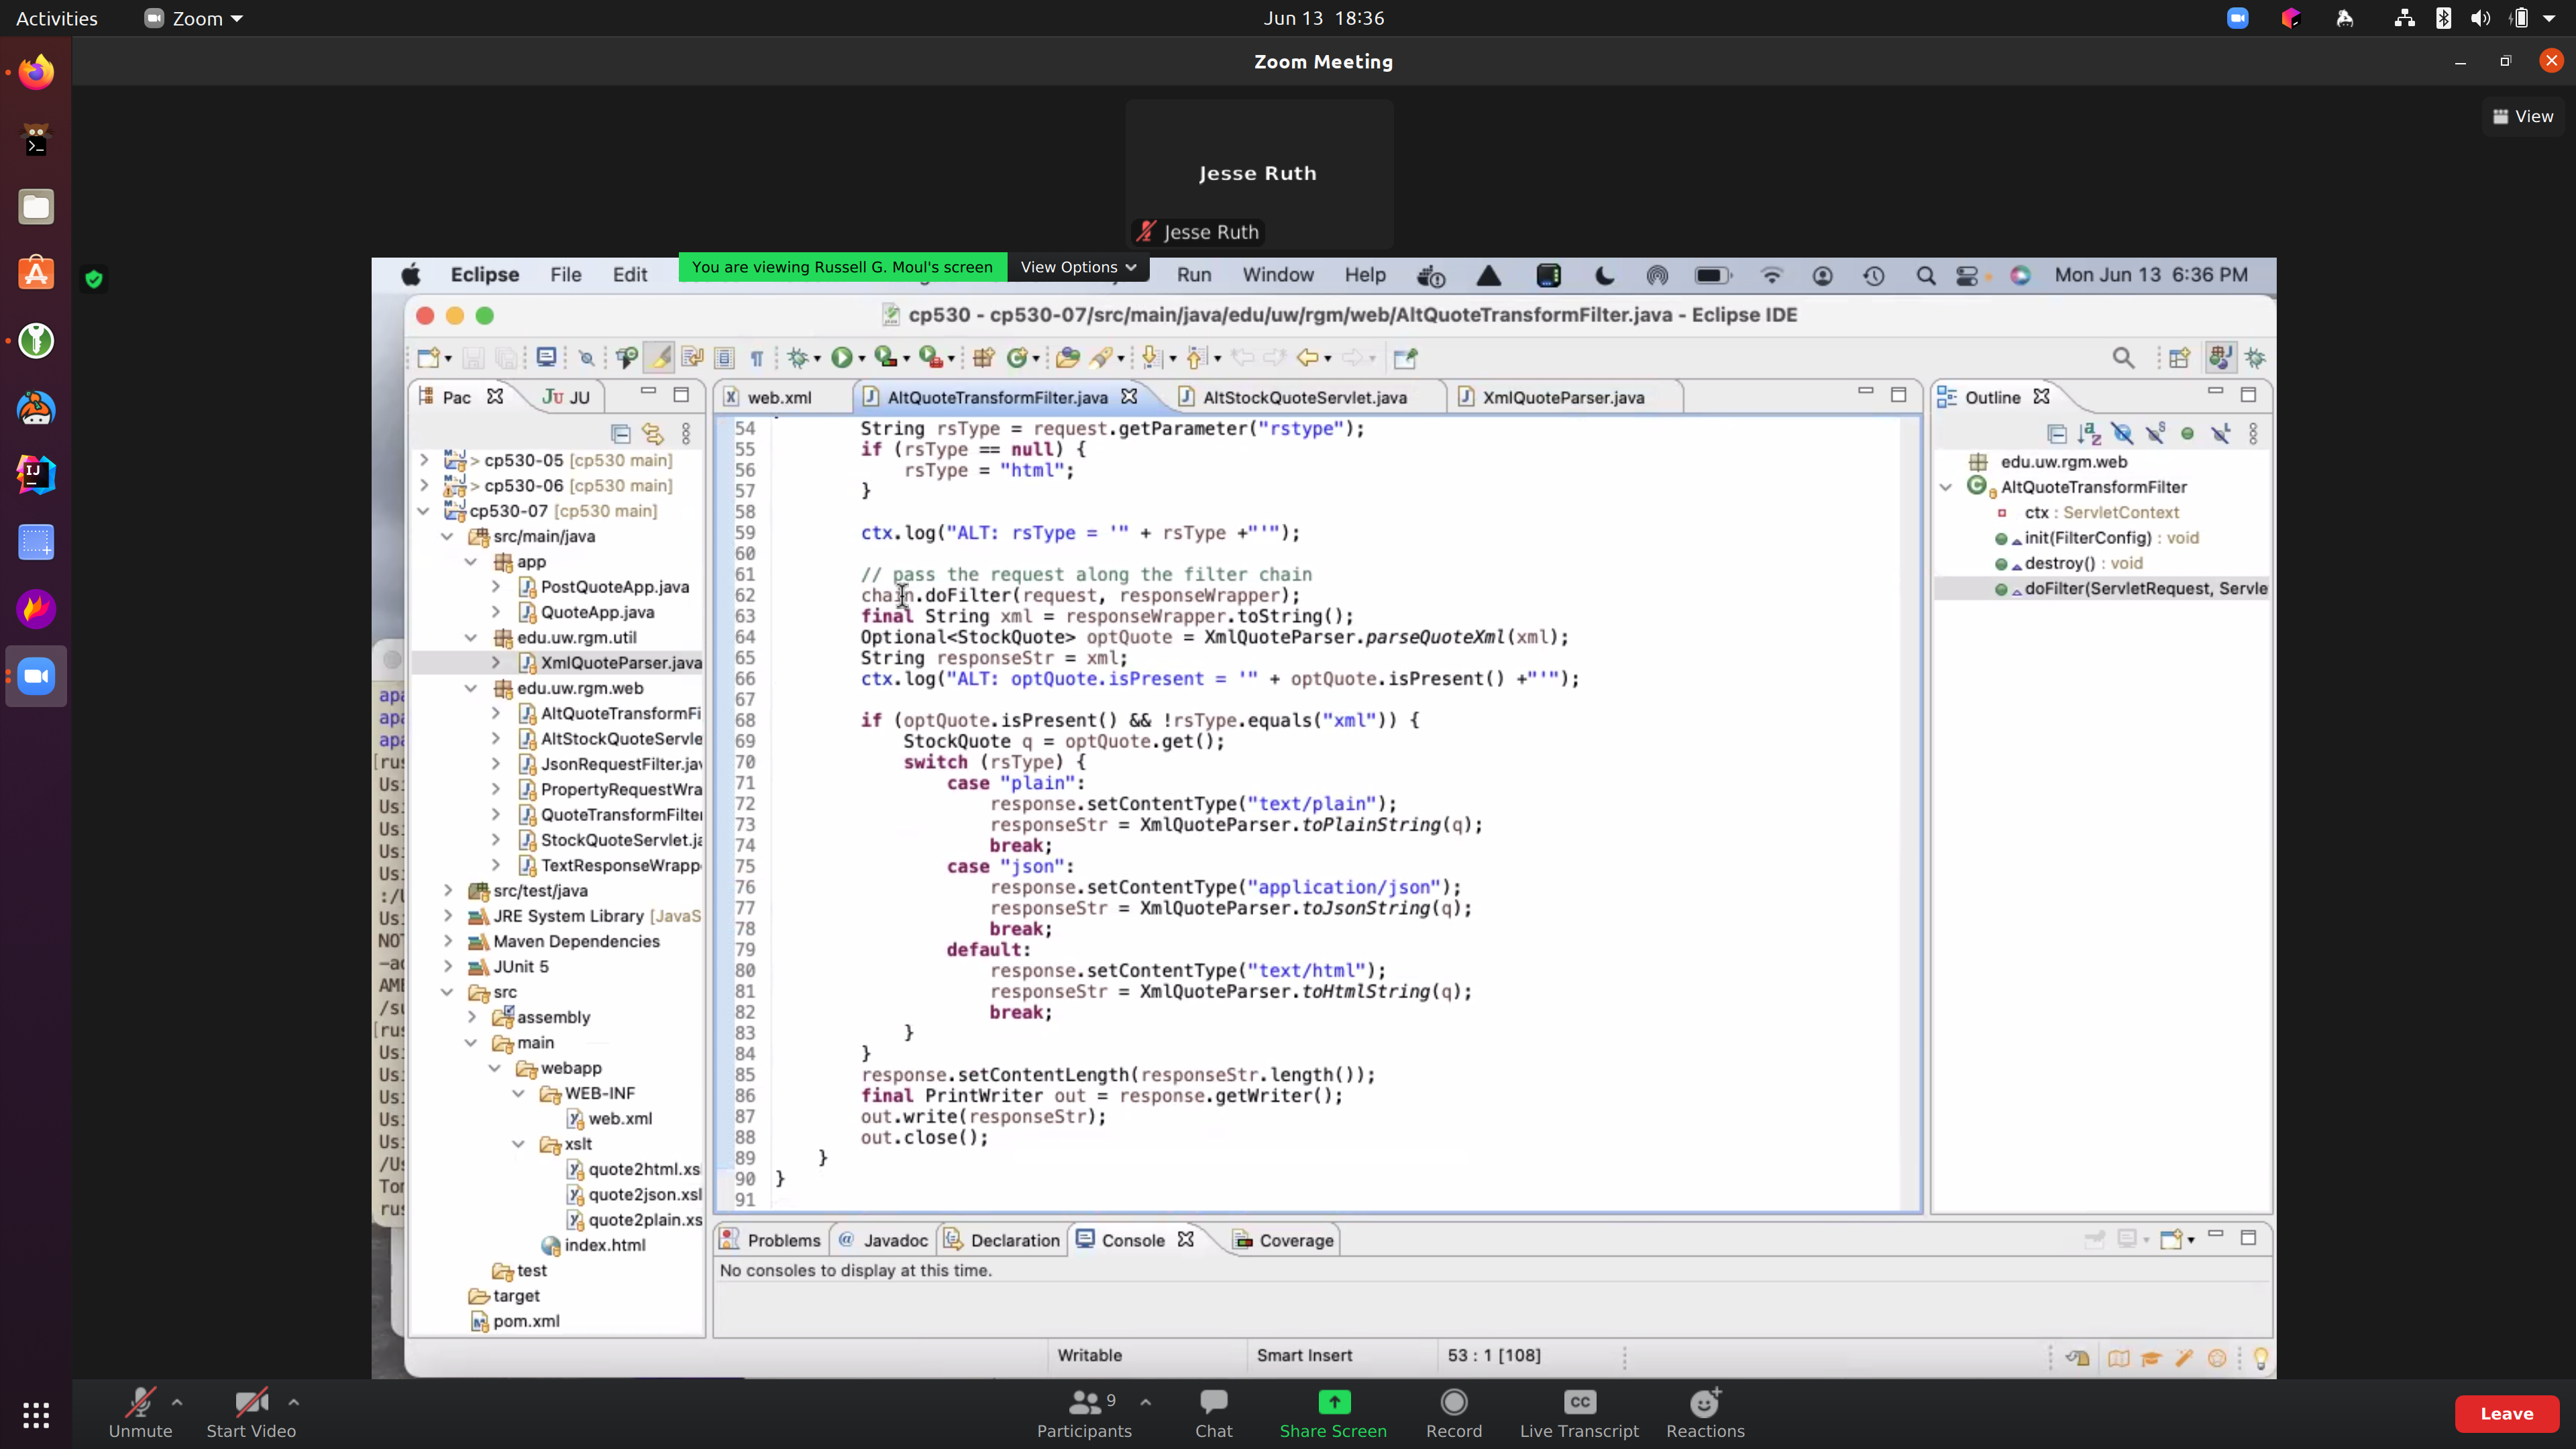 Activities Zoom Jun 13 18:36
Zoom Meeting
View
Jesse Ruth
Jesse Ruth
You are viewing Russell G. Moul's screen View Options
Eclipse File Edit Run Window Help Mon Jun 13 6:36 PM
cp530 - cp530-07/src/main/java/edu/uw/rgm/web/AltQuoteTransformFilter.java - Eclipse IDE
Pac JU JU
web.xml AltQuoteTransformFilter.java AltStockQuoteServlet.java XmlQuoteParser.java
Outline
> cp530-05 [cp530 main]
> cp530-06 [cp530 main]
cp530-07 [cp530 main]
src/main/java
app
PostQuoteApp.java
QuoteApp.java
edu.uw.rgm.util
XmlQuoteParser.java
edu.uw.rgm.web
AltQuoteTransformFi
AltStockQuoteServle
JsonRequestFilter.jav
PropertyRequestWra
QuoteTransformFilter
StockQuoteServlet.ja
TextResponseWrapp
src/test/java
JRE System Library [JavaS
Maven Dependencies
JUnit 5
src
assembly
main
webapp
WEB-INF
web.xml
xslt
quote2html.xs
quote2json.xsl
quote2plain.xs
index.html
test
target
pom.xml
54 String rsType = request.getParameter("rstype");
55 if (rsType == null) {
56 rsType = "html";
57 }
58
59 ctx.log("ALT: rsType = '" + rsType +"'");
60
61 // pass the request along the filter chain
62 chain.doFilter(request, responseWrapper);
63 final String xml = responseWrapper.toString();
64 Optional<StockQuote> optQuote = XmlQuoteParser.parseQuoteXml(xml);
65 String responseStr = xml;
66 ctx.log("ALT: optQuote.isPresent = '" + optQuote.isPresent() +"'");
67
68 if (optQuote.isPresent() && !rsType.equals("xml")) {
69 StockQuote q = optQuote.get();
70 switch (rsType) {
71 case "plain":
72 response.setContentType("text/plain");
73 responseStr = XmlQuoteParser.toPlainString(q);
74 break;
75 case "json":
76 response.setContentType("application/json");
77 responseStr = XmlQuoteParser.toJsonString(q);
78 break;
79 default:
80 response.setContentType("text/html");
81 responseStr = XmlQuoteParser.toHtmlString(q);
82 break;
83 }
84 }
85 response.setContentLength(responseStr.length());
86 final PrintWriter out = response.getWriter();
87 out.write(responseStr);
88 out.close();
89 }
90 }
91
edu.uw.rgm.web
AltQuoteTransformFilter
ctx : ServletContext
init(FilterConfig) : void
destroy() : void
doFilter(ServletRequest, Servle
Problems Javadoc Declaration Console Coverage
No consoles to display at this time.
Writable Smart Insert 53 : 1 [108]
Unmute Start Video Participants 9 Chat Share Screen Record CC Live Transcript Reactions Leave